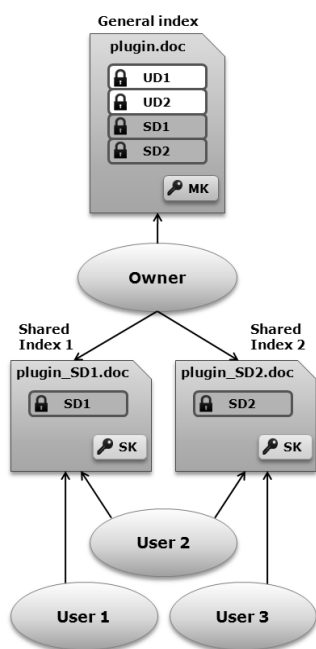 General index
plugin.doc
UD1
UD2
SD1
SD2
MK
Owner
Shared
Index 1
Shared
Index 2
plugin_SD1.doc
plugin_SD2.doc
SD1
SD2
SK
SK
User 2
User 1
User 3